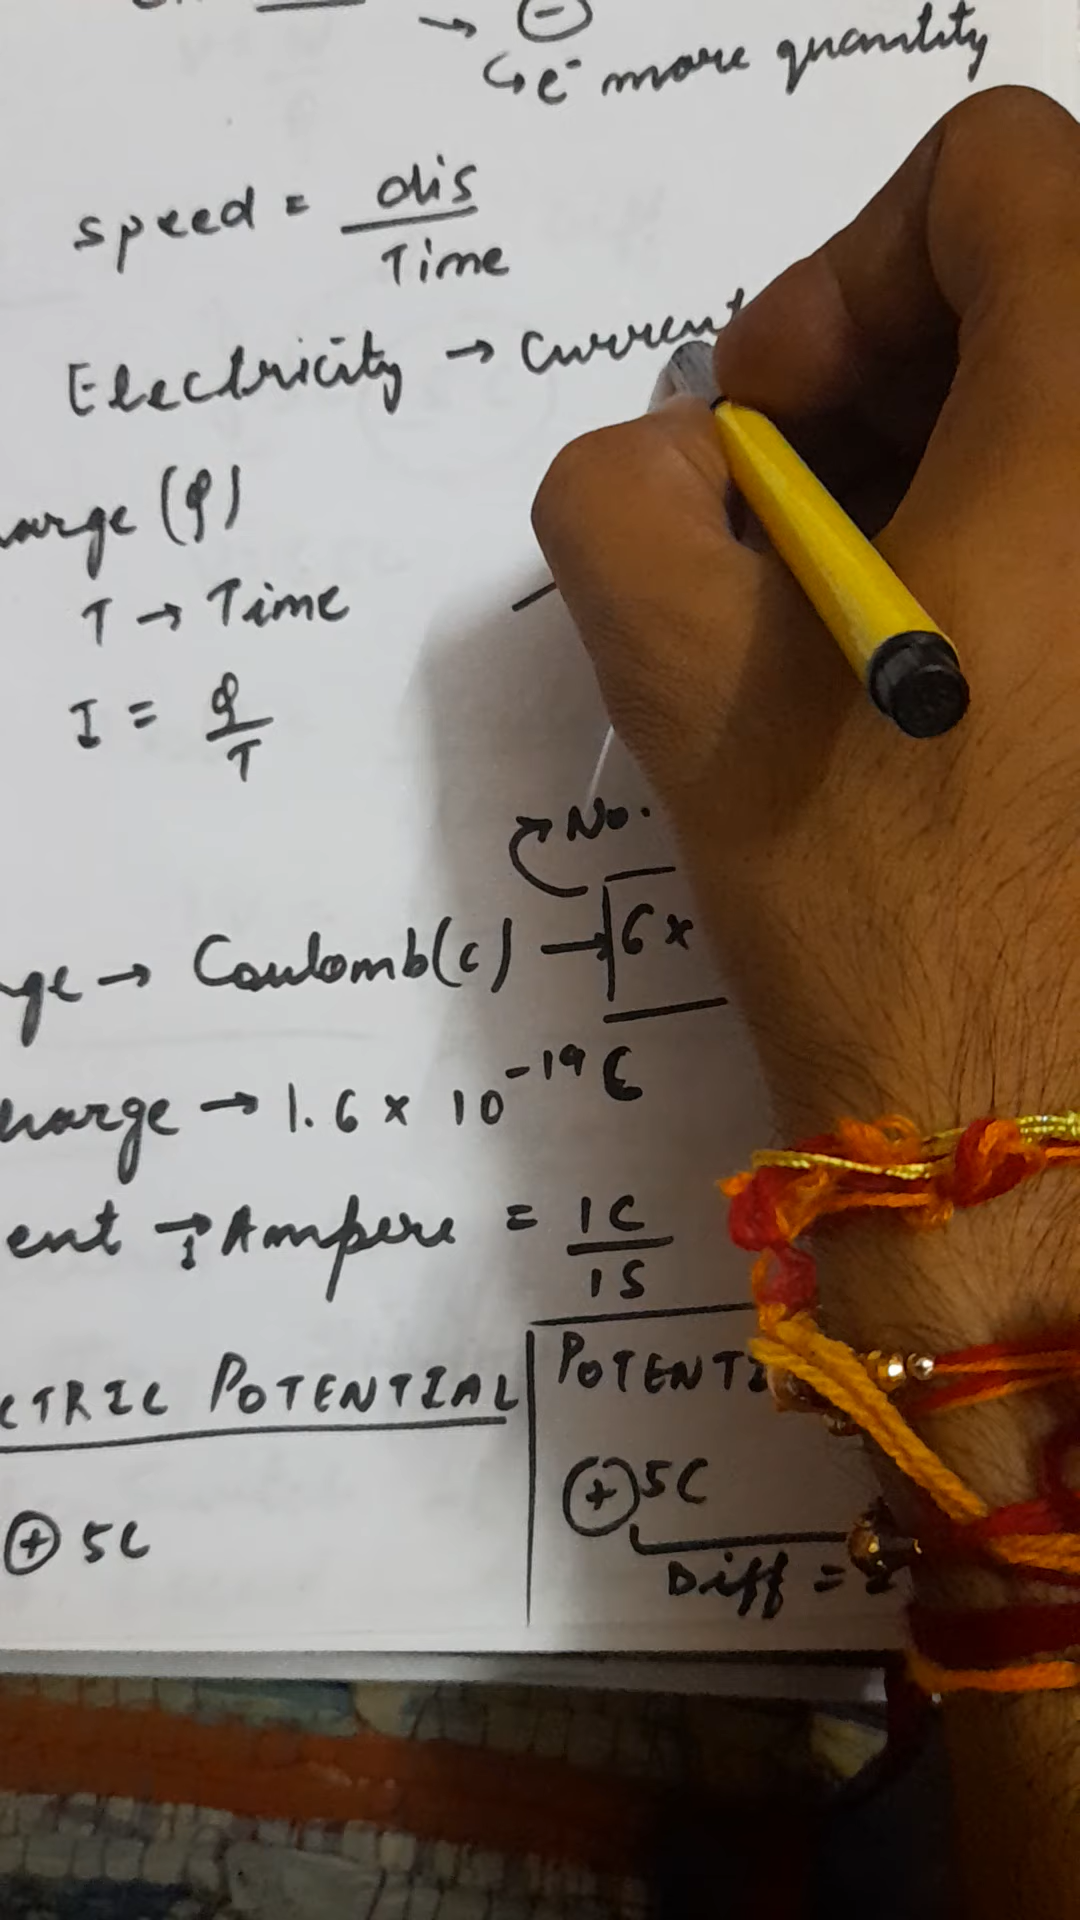 → ⊖
↳ e⁻ more quantity
speed = dis
Time
Electricity → Current
arge (Q)
T → Time
I = Q
T
No.
ge → Coulomb(c) → 6×
harge → 1.6 × 10⁻¹⁹ C
ent → Ampere = 1C
I
1S
CTRIC POTENTIAL
POTENTI
⊕ 5C
⊕ 5C
Diff =